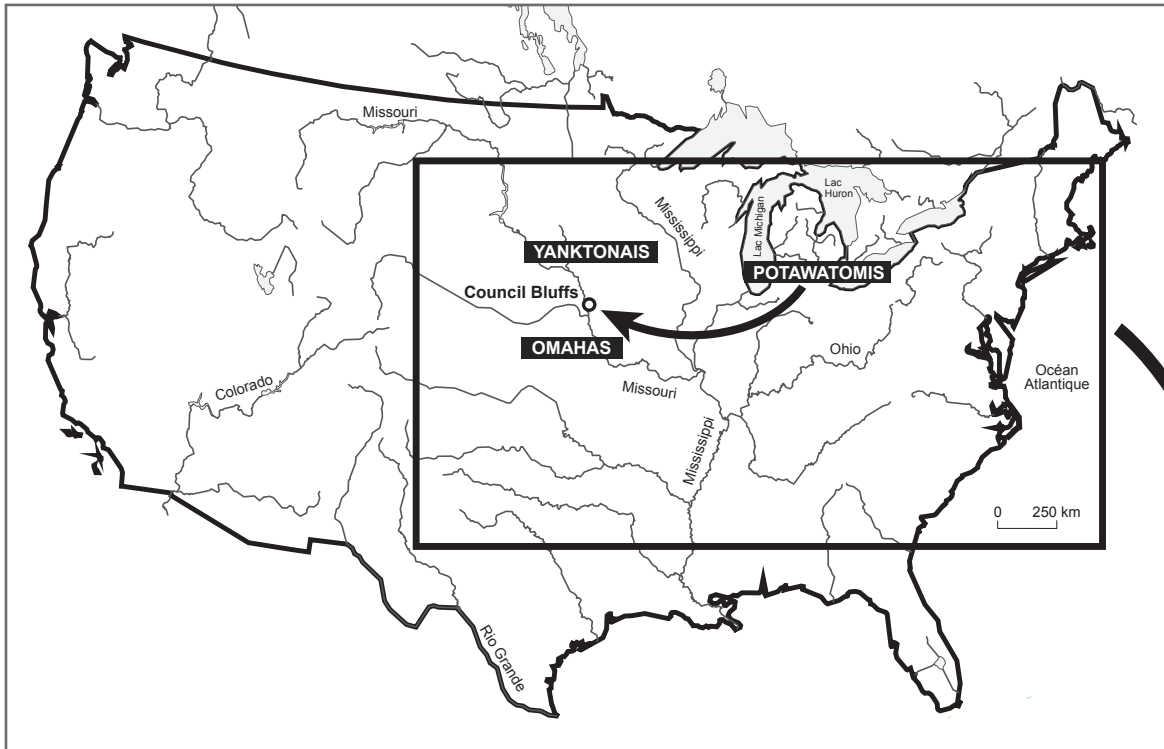 Missouri
Lac
Huron
Mississippi
Lac Michigan
YANKTONAIS
POTAWATOMIS
Council Bluffs
OMAHAS
Ohio
Océan
Atlantique
Colorado
Missouri
Mississippi
0 250 km
Rio Grande